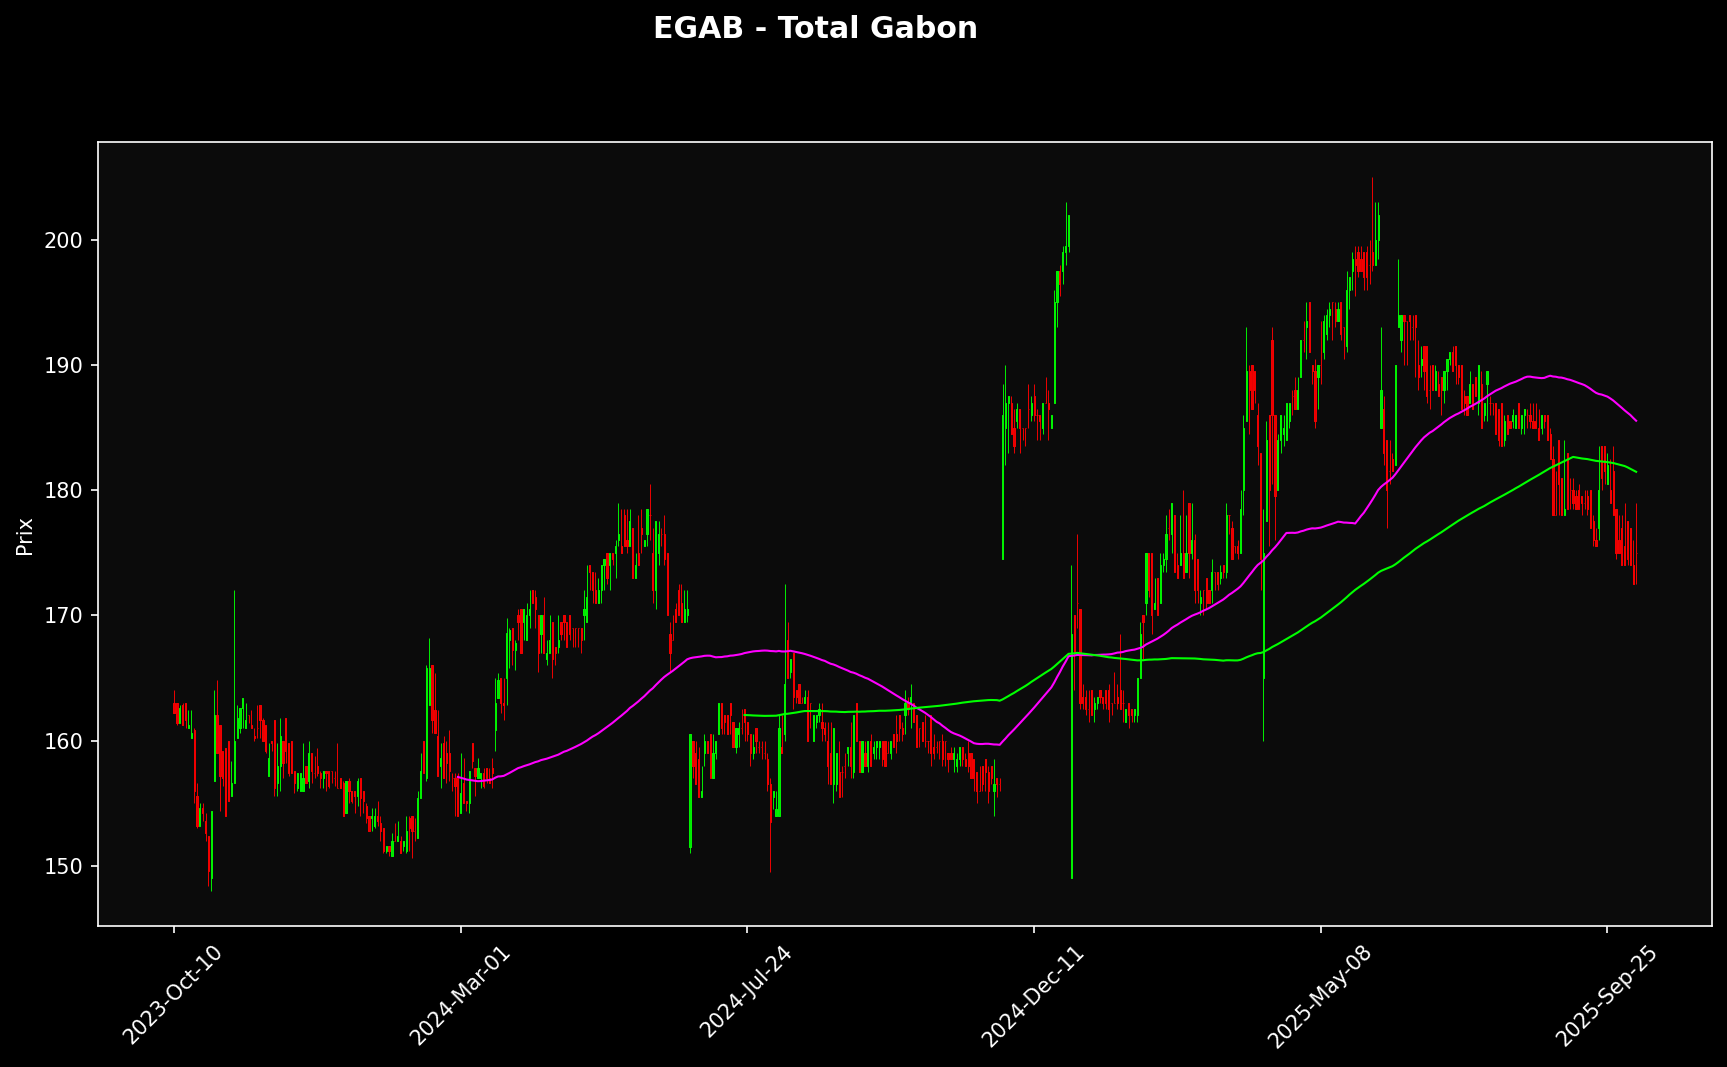 EGAB - Total Gabon
Prix
200
190
180
170
160
150
2023-Oct-10
2024-Mar-01
2024-Jul-24
2024-Dec-11
2025-May-08
2025-Sep-25